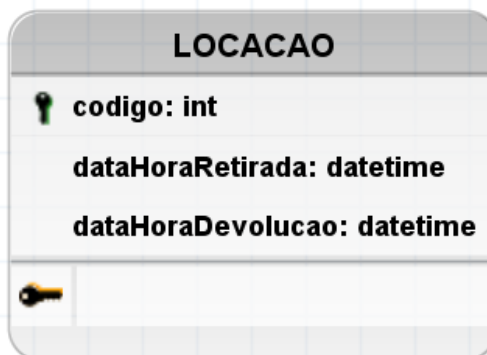 LOCACAO
codigo: int
dataHoraRetirada: datetime
dataHoraDevolucao: datetime